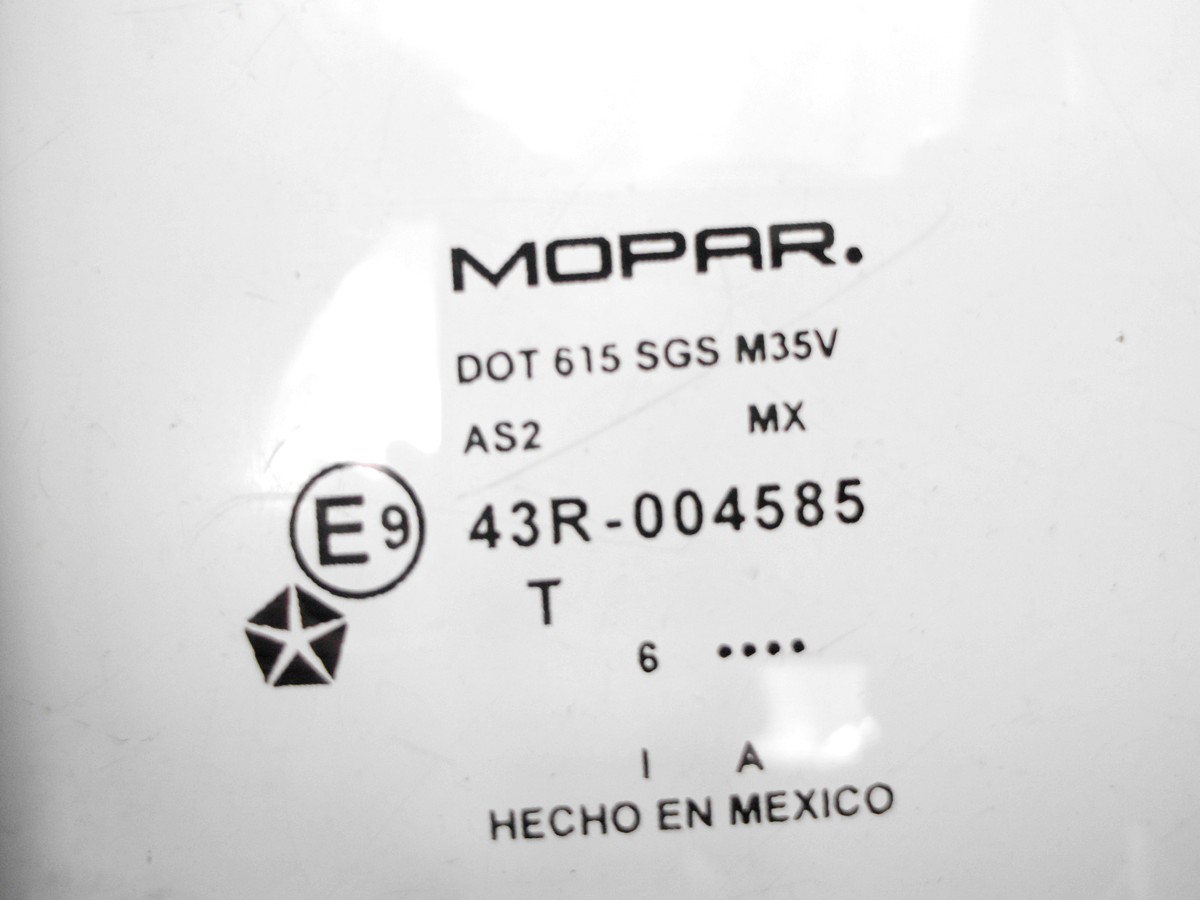 MOPAR.
DOT 615 SGS M35V
AS2 MX
E9 43R-004585
T
6 ••••
I A
HECHO EN MEXICO